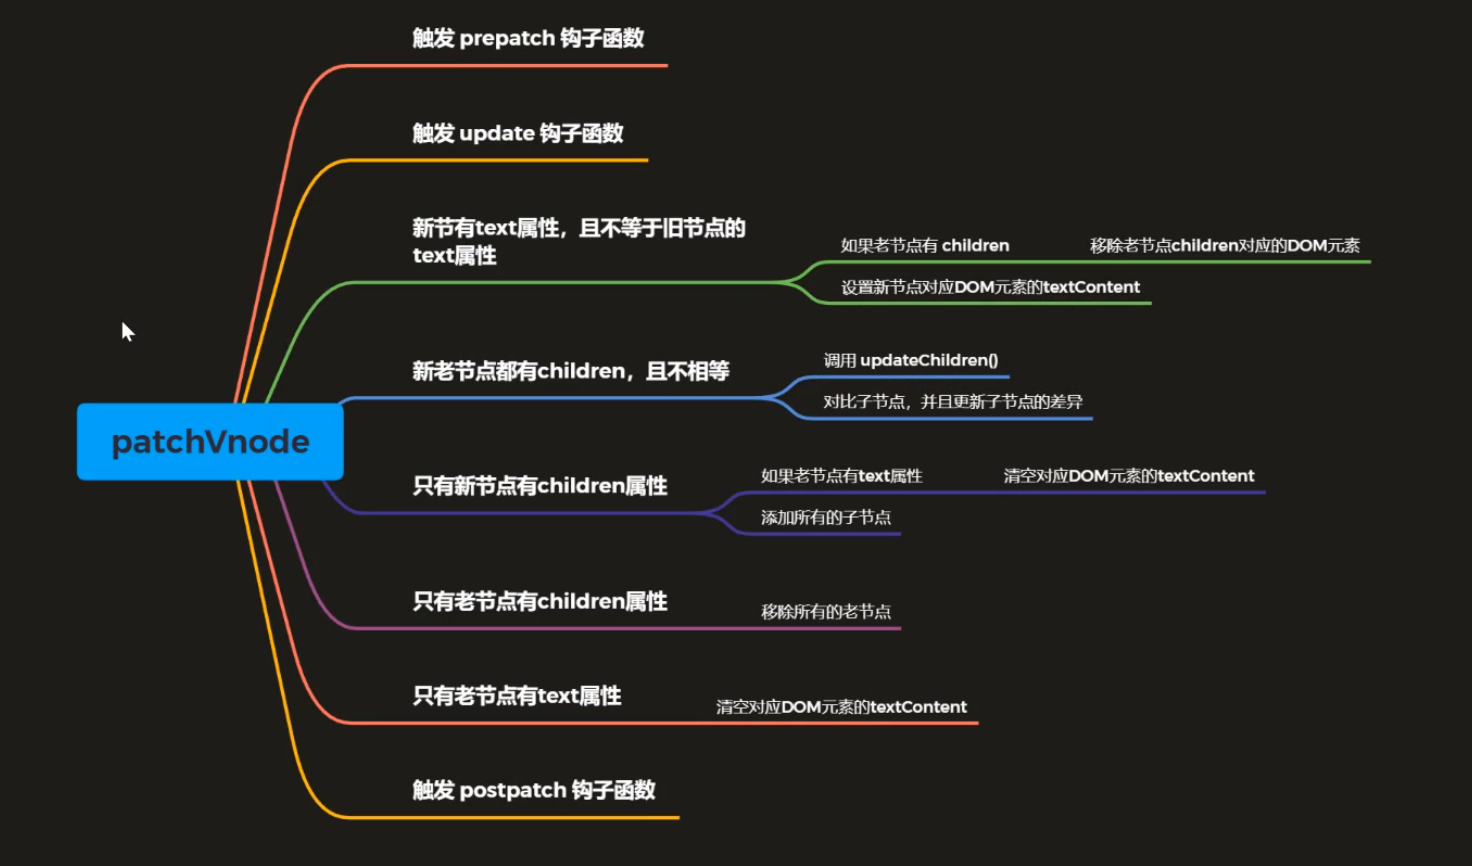 触发 prepatch 钩子函数
触发 update 钩子函数
新节有text属性，且不等于旧节点的
text属性
如果老节点有 children
移除老节点children对应的DOM元素
设置新节点对应DOM元素的textContent
新老节点都有children，且不相等
调用 updateChildren()
对比子节点，并且更新子节点的差异
patchVnode
只有新节点有children属性
如果老节点有text属性
清空对应DOM元素的textContent
添加所有的子节点
只有老节点有children属性
移除所有的老节点
只有老节点有text属性
清空对应DOM元素的textContent
触发 postpatch 钩子函数